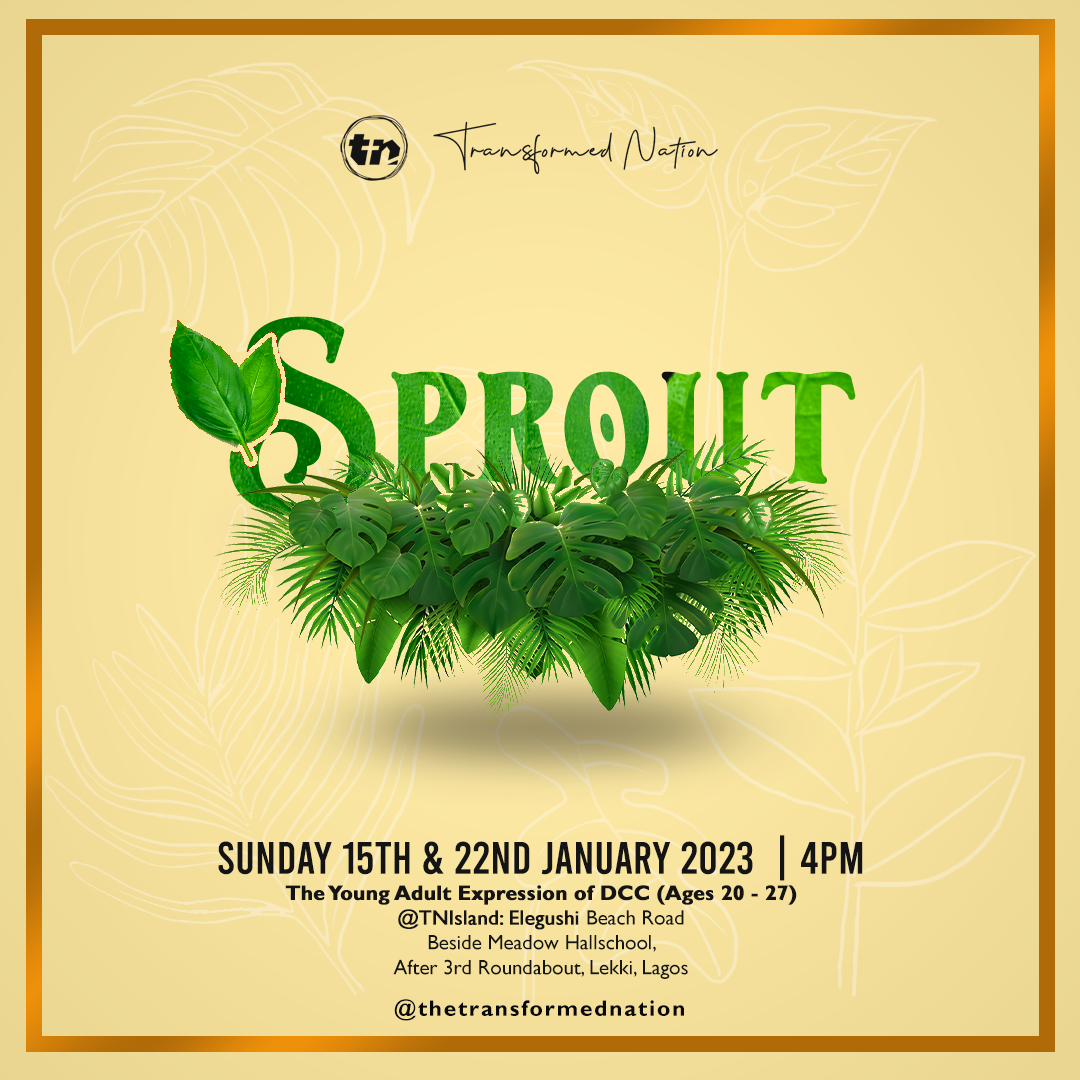 tn Transformed Nation
SPROUT
SUNDAY 15TH & 22ND JANUARY 2023 | 4PM
The Young Adult Expression of DCC (Ages 20 - 27)
@TNIsland: Elegushi Beach Road
Beside Meadow Hallschool,
After 3rd Roundabout, Lekki, Lagos
@thetransformednation